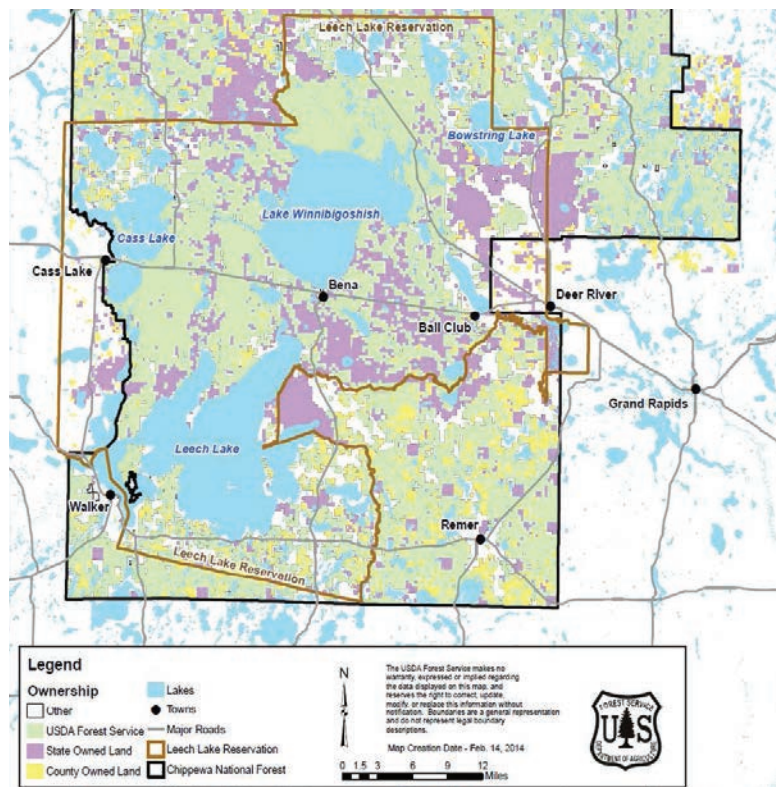 Leech Lake Reservation
Bowstring Lake
Lake Winnibigoshish
Cass Lake
Cass Lake
Bena
Deer River
Ball Club
Grand Rapids
Leech Lake
Walker
Remer
Leech Lake Reservation
Legend
Ownership
Other
USDA Forest Service
State Owned Land
County Owned Land
Lakes
Towns
Major Roads
Leech Lake Reservation
Chippewa National Forest
N
The USDA Forest Service makes no
warranty, expressed or implied regarding
the data displayed on this map, and
reserves the right to correct, update,
modify, or replace this information without
notification. Boundaries are a general representation
and do not represent legal boundary
descriptions.
Map Creation Date - Feb. 14, 2014
0 1.5 3 6 9 12
Miles
FOREST SERVICE
U S
DEPARTMENT OF AGRICULTURE